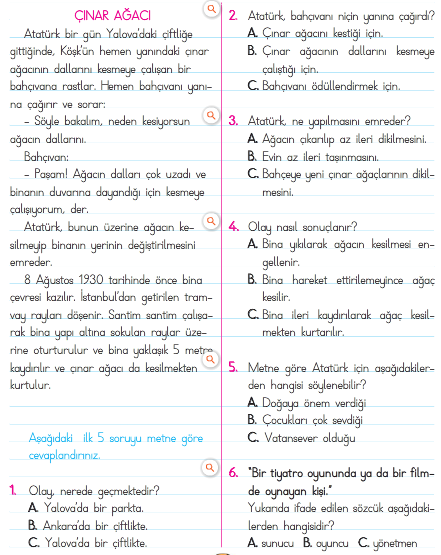 ÇINAR AĞACI
Atatürk bir gün Yalova'daki çiftliğe
gittiğinde, Köşk'ün hemen yanındaki çınar
ağacının dallarını kesmeye çalışan bir
bahçıvana rastlar. Hemen bahçıvanı yanı-
na çağırır ve sorar:
– Söyle bakalım, neden kesiyorsun
ağacın dallarını.
Bahçıvan:
– Paşam! Ağacın dalları çok uzadı ve
binanın duvarına dayandığı için kesmeye
çalışıyorum, der.
Atatürk, bunun üzerine ağacın ke-
silmeyip binanın yerinin değiştirilmesini
emreder.
8 Ağustos 1930 tarihinde önce bina
çevresi kazılır. İstanbul'dan getirilen tram-
vay rayları döşenir. Santim santim çalışa-
rak bina yapı altına sokulan raylar üze-
rine oturturulur ve bina yaklaşık 5 metre
kaydırılır ve çınar ağacı da kesilmekten
kurtulur.
Aşağıdaki ilk 5 soruyu metne göre
cevaplandırınız.
1. Olay, nerede geçmektedir?
A. Yalova'da bir parkta.
B. Ankara'da bir çiftlikte.
C. Yalova'da bir çiftlikte.
2. Atatürk, bahçıvanı niçin yanına çağırdı?
A. Çınar ağacını kestiği için.
B. Çınar ağacının dallarını kesmeye
çalıştığı için.
C. Bahçıvanı ödüllendirmek için.
3. Atatürk, ne yapılmasını emreder?
A. Ağacın çıkarılıp az ileri dikilmesini.
B. Evin az ileri taşınmasını.
C. Bahçeye yeni çınar ağaçlarının dikil-
mesini.
4. Olay nasıl sonuçlanır?
A. Bina yıkılarak ağacın kesilmesi en-
gellenir.
B. Bina hareket ettirilemeyince ağaç
kesilir.
C. Bina ileri kaydırılarak ağaç kesil-
mekten kurtarılır.
5. Metne göre Atatürk için aşağıdakiler-
den hangisi söylenebilir?
A. Doğaya önem verdiği
B. Çocukları çok sevdiği
C. Vatansever olduğu
6. "Bir tiyatro oyununda ya da bir film-
de oynayan kişi."
Yukarıda ifade edilen sözcük aşağıdaki-
lerden hangisidir?
A. sunucu B. oyuncu C. yönetmen